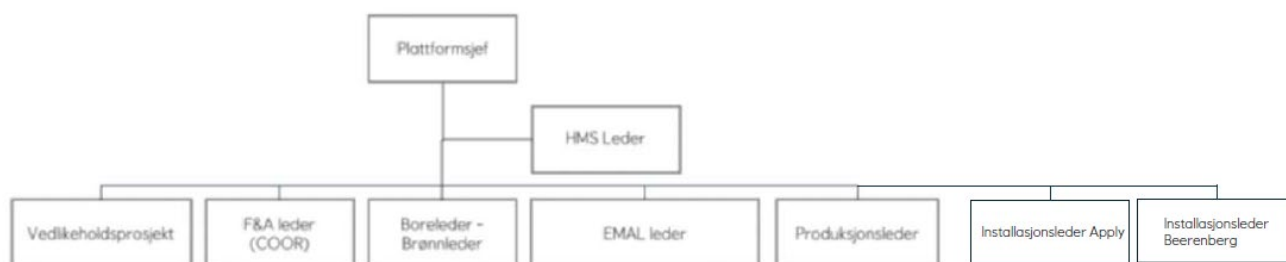 Plattformsjef
HMS Leder
Vedlikeholdsprosjekt
F&A leder
(COOR)
Boreleder -
Brønnleder
EMAL leder
Produksjonsleder
Installasjonsleder Apply
Installasjonsleder
Beerenberg